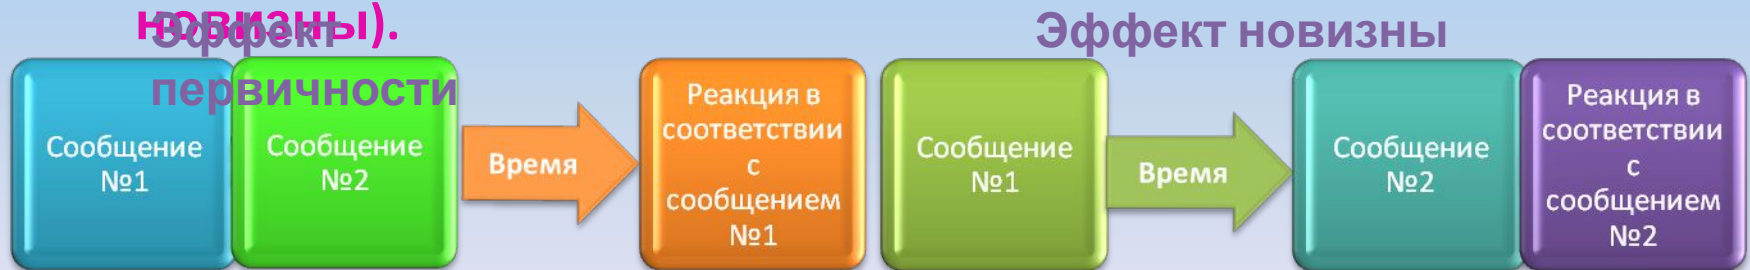 новизны).
Эффект
первичности
Сообщение
№1
Сообщение
№2
Время
Реакция в
соответствии
с
сообщением
№1
Эффект новизны
Сообщение
№1
Время
Сообщение
№2
Реакция в
соответствии
с
сообщением
№2